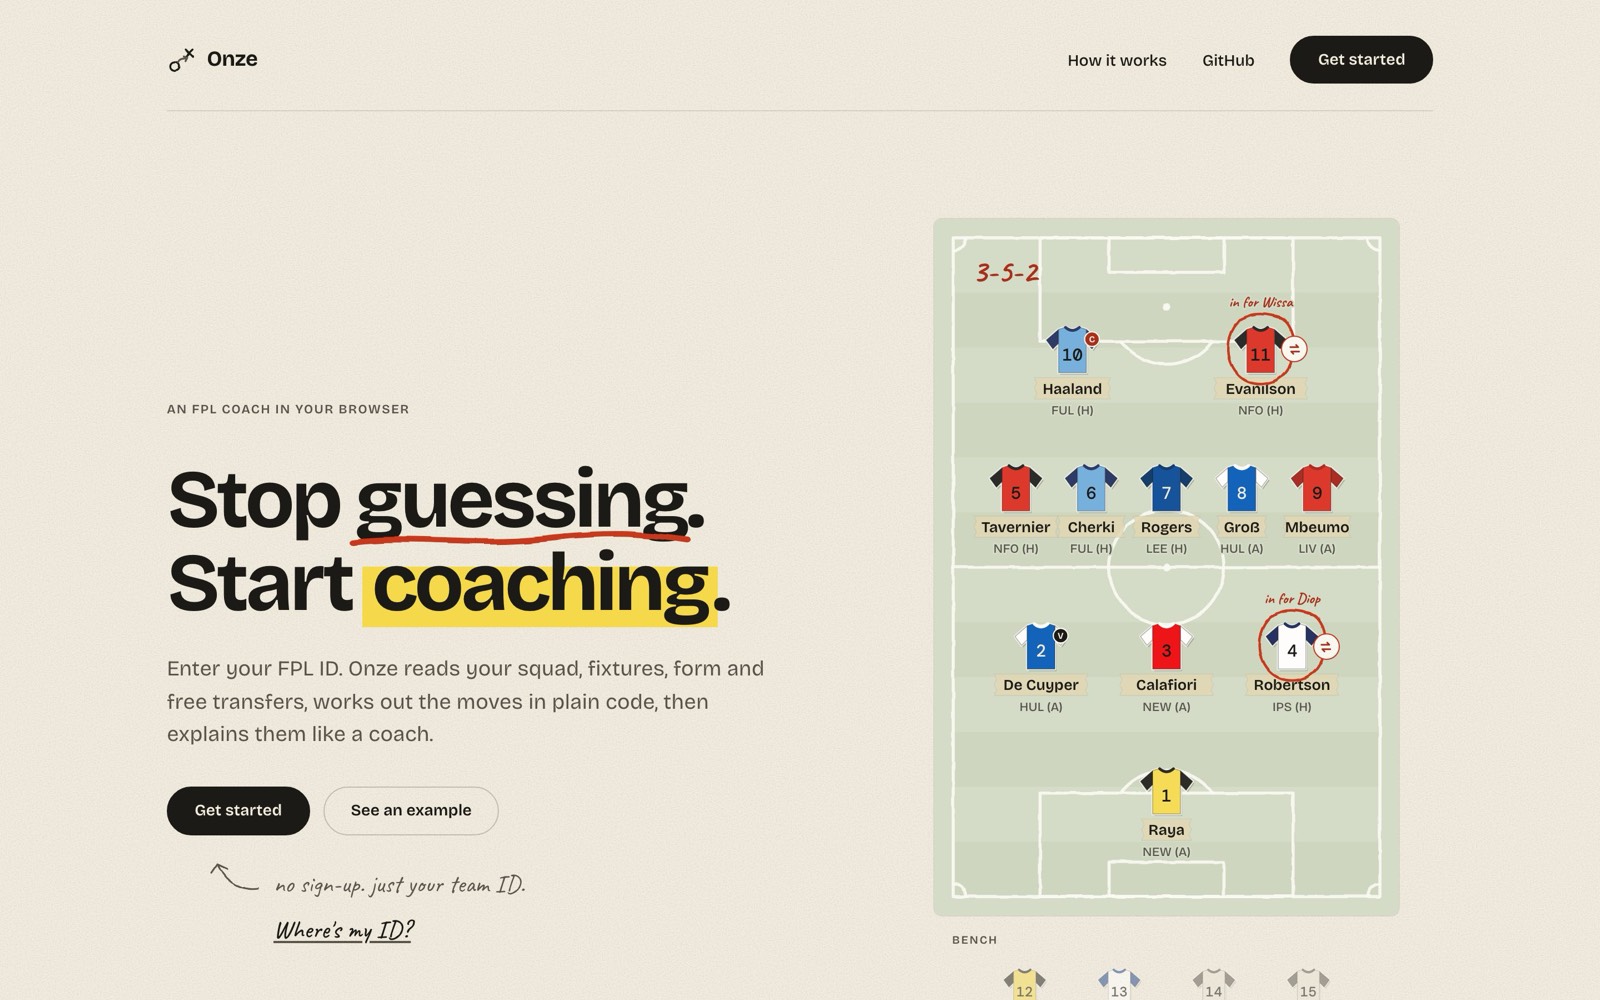 Onze
How it works
GitHub
Get started
AN FPL COACH IN YOUR BROWSER
Stop guessing.
Start coaching.
Enter your FPL ID. Onze reads your squad, fixtures, form and
free transfers, works out the moves in plain code, then
explains them like a coach.
Get started
See an example
no sign-up. just your team ID.
Where's my ID?
3-5-2
in for Wissa
10 C
11
Haaland
Evanilson
FUL (H)
NFO (H)
5
6
7
8
9
Tavernier
Cherki
Rogers
Groß
Mbeumo
NFO (H)
FUL (H)
LEE (H)
HUL (A)
LIV (A)
in for Diop
2 V
3
4
De Cuyper
Calafiori
Robertson
HUL (A)
NEW (A)
IPS (H)
1
Raya
NEW (A)
BENCH
12
13
14
15